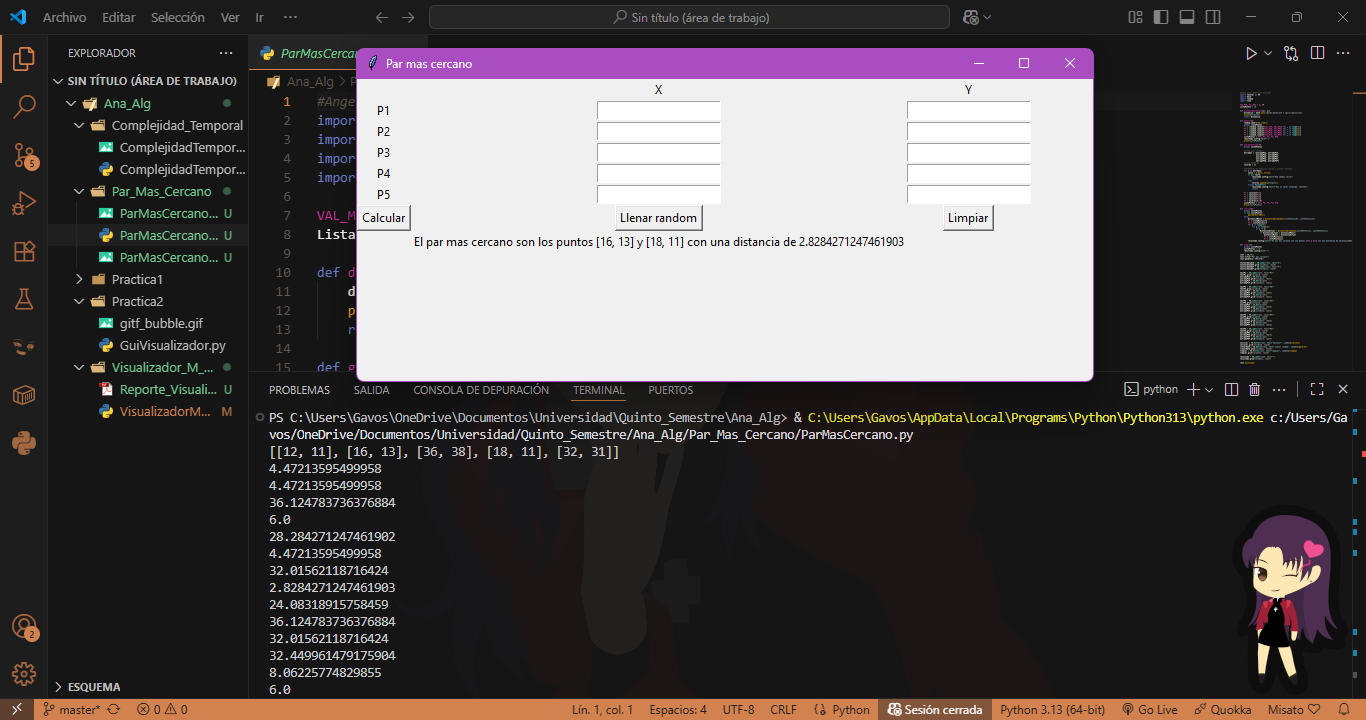 Archivo Editar Selección Ver Ir ··· Sin título (área de trabajo)
EXPLORADOR ···
SIN TÍTULO (ÁREA DE TRABAJO)
Ana_Alg
Complejidad_Temporal
ComplejidadTempor...
ComplejidadTempor...
Par_Mas_Cercano
ParMasCercano... U
ParMasCercano... U
ParMasCercano... U
Practica1
Practica2
gitf_bubble.gif
GuiVisualizador.py
Visualizador_M_...
Reporte_Visuali... U
VisualizadorM... M
ESQUEMA
5
2
ParMasCerca
Ana_Alg > P
1 #Ange
2 impor
3 impor
4 impor
5 impor
6
7 VAL_M
8 Lista
9
10 def d
11 d
12 p
13 r
14
15 def g
Par mas cercano
X Y
P1
P2
P3
P4
P5
Calcular Llenar random Limpiar
El par mas cercano son los puntos [16, 13] y [18, 11] con una distancia de 2.8284271247461903
PROBLEMAS SALIDA CONSOLA DE DEPURACIÓN TERMINAL PUERTOS python
PS C:\Users\Gavos\OneDrive\Documentos\Universidad\Quinto_Semestre\Ana_Alg> & C:\Users\Gavos\AppData\Local\Programs\Python\Python313\python.exe c:/Users/Ga
vos/OneDrive/Documentos/Universidad/Quinto_Semestre/Ana_Alg/Par_Mas_Cercano/ParMasCercano.py
[[12, 11], [16, 13], [36, 38], [18, 11], [32, 31]]
4.47213595499958
4.47213595499958
36.124783736376884
6.0
28.284271247461902
4.47213595499958
32.01562118716424
2.8284271247461903
24.08318915758459
36.124783736376884
32.01562118716424
32.449961479175904
8.06225774829855
6.0
master* 0 0 Lín. 1, col. 1 Espacios: 4 UTF-8 CRLF Python Sesión cerrada Python 3.13 (64-bit) Go Live Quokka Misato